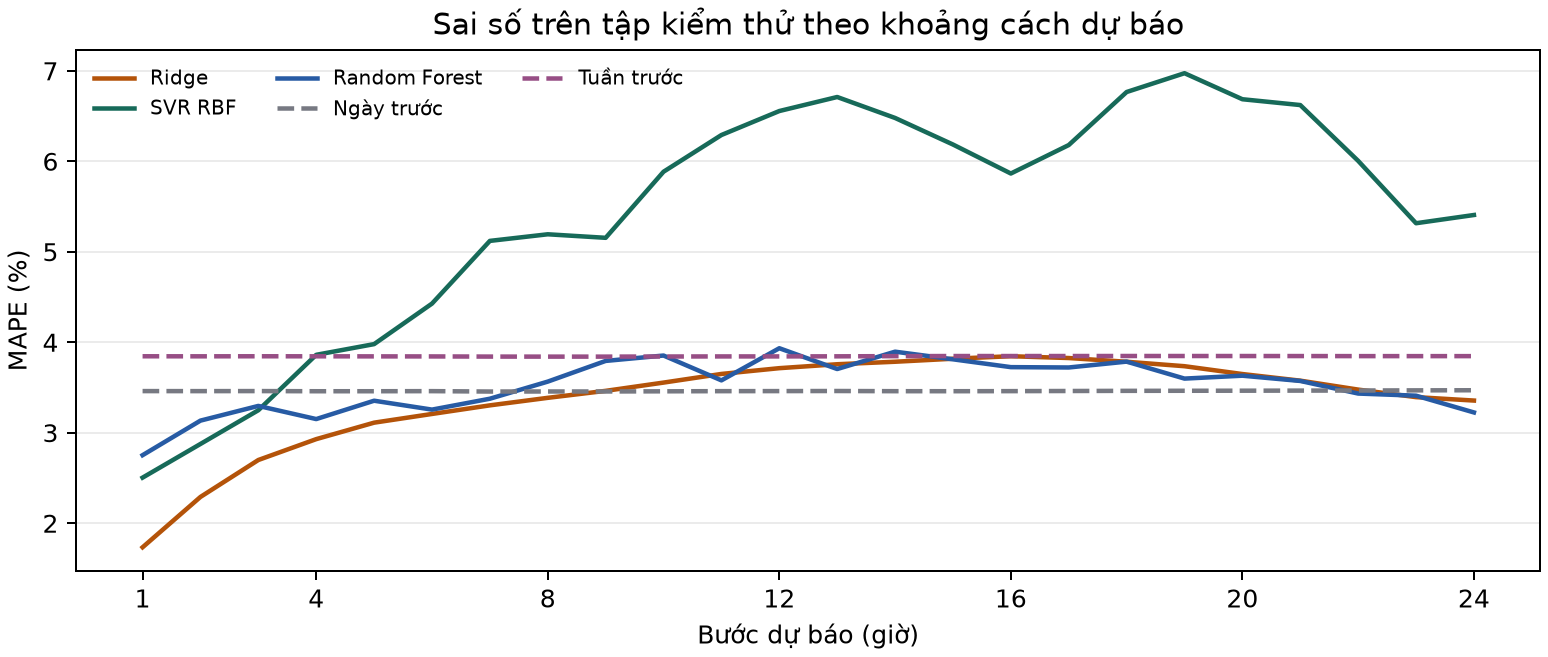 Sai số trên tập kiểm thử theo khoảng cách dự báo
Ridge
SVR RBF
Random Forest
Ngày trước
Tuần trước
MAPE (%)
7
6
5
4
3
2
1 4 8 12 16 20 24
Bước dự báo (giờ)